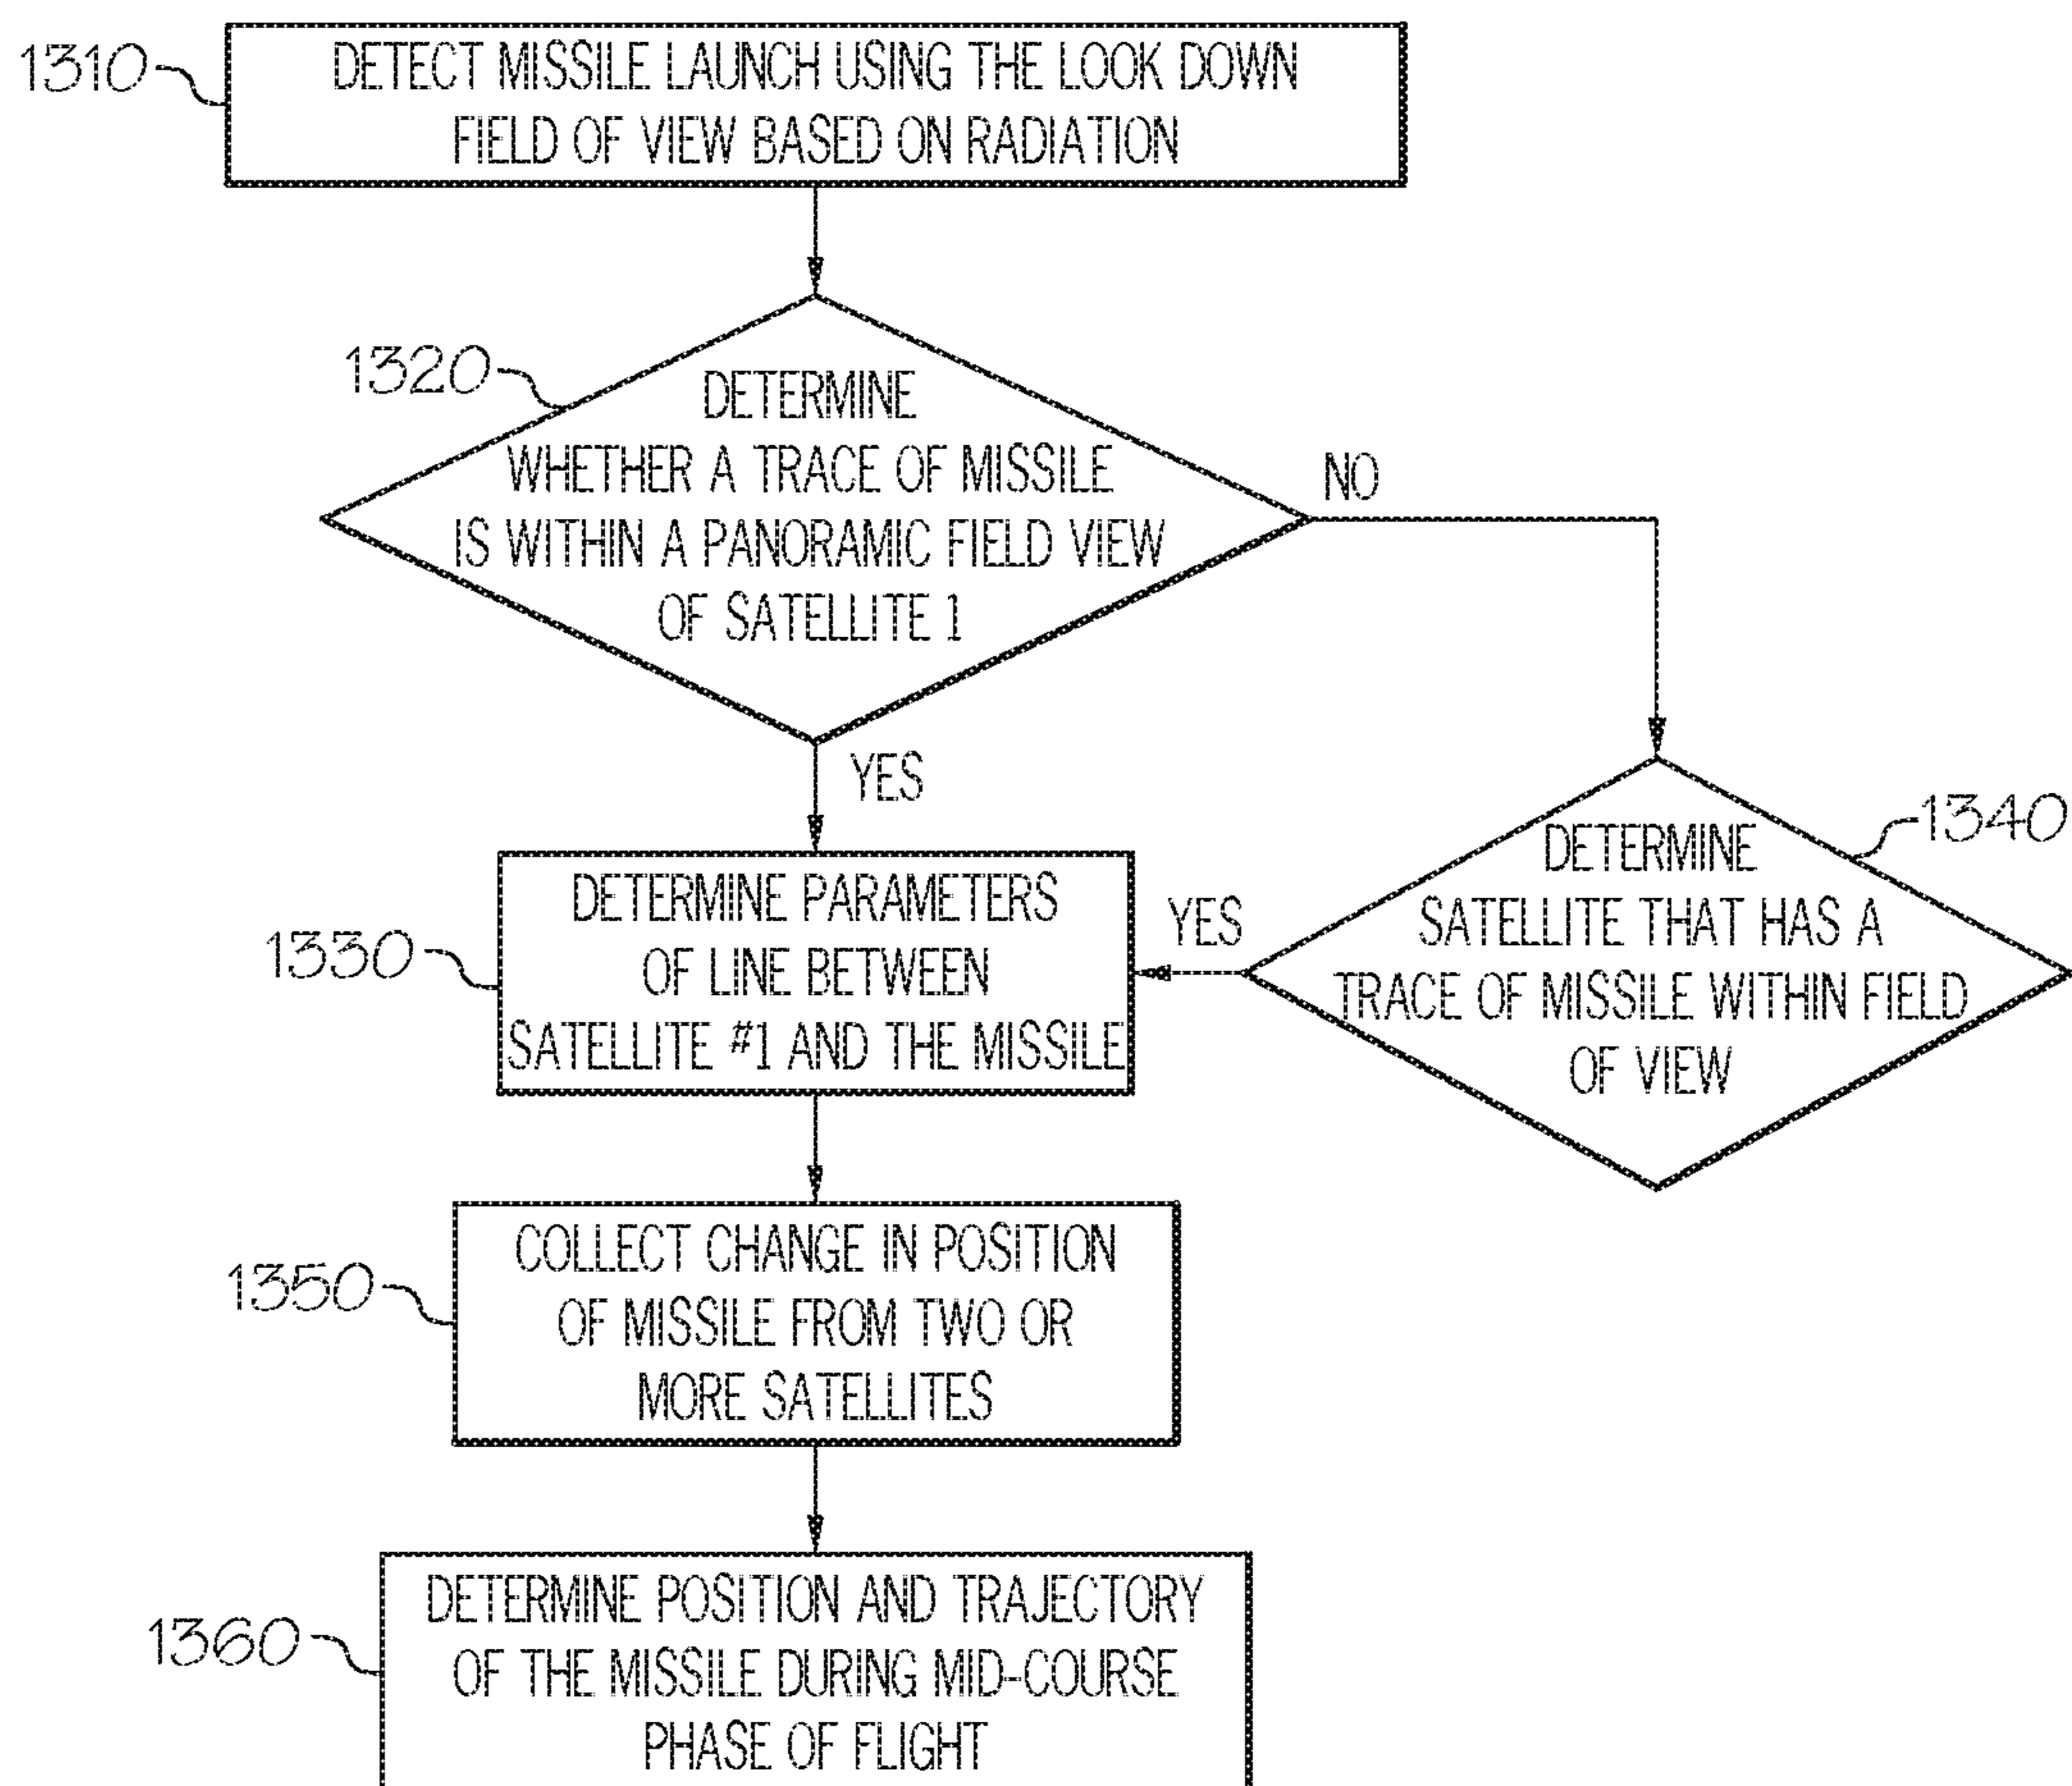 1310
DETECT MISSILE LAUNCH USING THE LOOK DOWN
FIELD OF VIEW BASED ON RADIATION
1320
DETERMINE
WHETHER A TRACE OF MISSILE
IS WITHIN A PANORAMIC FIELD VIEW
OF SATELLITE 1
NO
YES
1330
DETERMINE PARAMETERS
OF LINE BETWEEN
SATELLITE #1 AND THE MISSILE
YES
1340
DETERMINE
SATELLITE THAT HAS A
TRACE OF MISSILE WITHIN FIELD
OF VIEW
1350
COLLECT CHANGE IN POSITION
OF MISSILE FROM TWO OR
MORE SATELLITES
1360
DETERMINE POSITION AND TRAJECTORY
OF THE MISSILE DURING MID-COURSE
PHASE OF FLIGHT